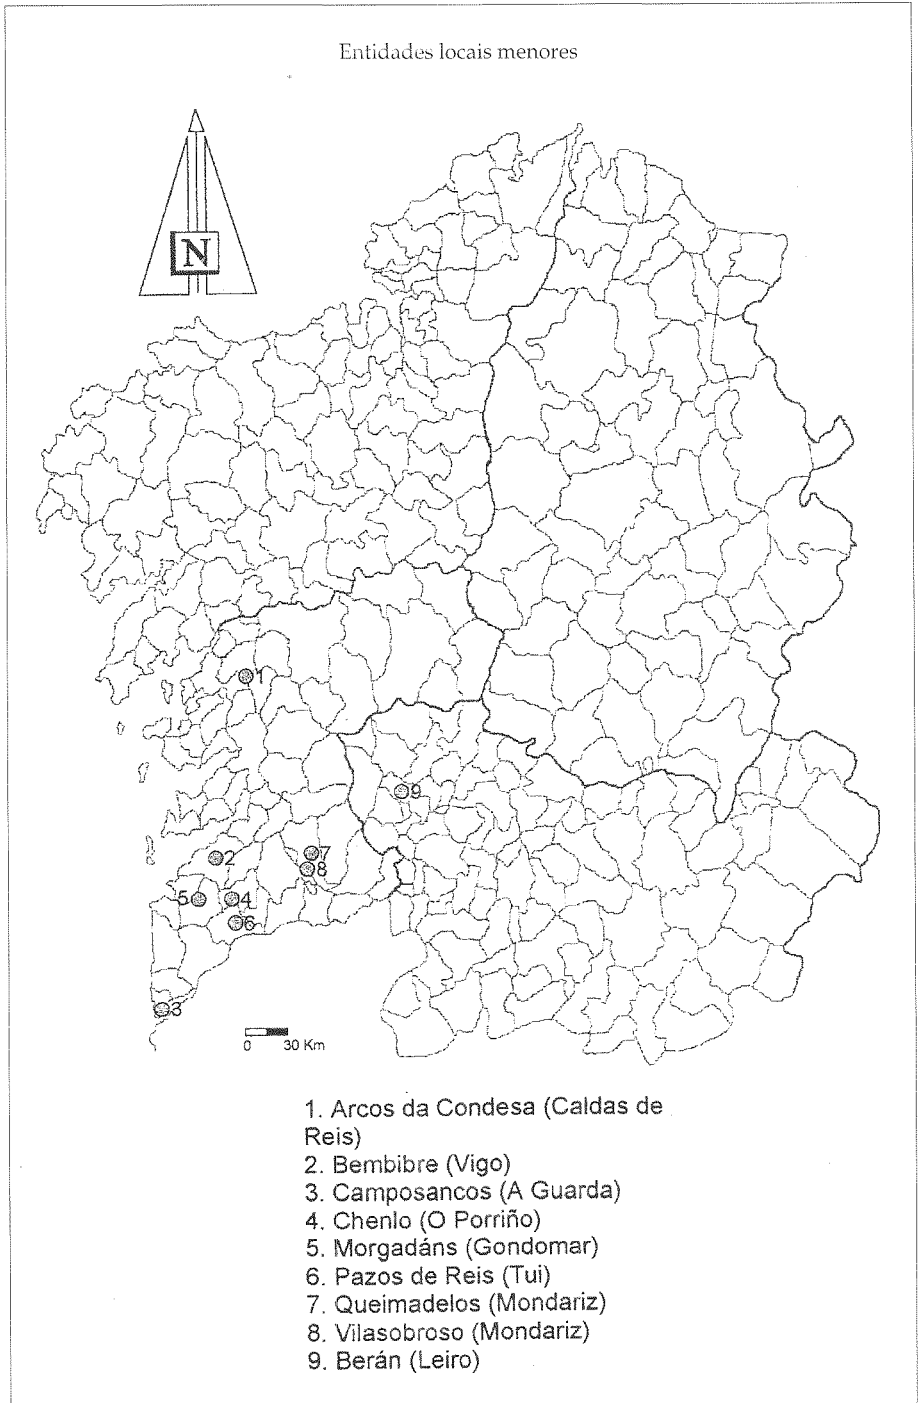 Entidades locais menores
N
1
9
2
7
8
5
4
6
3
0 30 Km
1. Arcos da Condesa (Caldas de
Reis)
2. Bembibre (Vigo)
3. Camposancos (A Guarda)
4. Chenlo (O Porriño)
5. Morgadáns (Gondomar)
6. Pazos de Reis (Tui)
7. Queimadelos (Mondariz)
8. Vilasobroso (Mondariz)
9. Berán (Leiro)